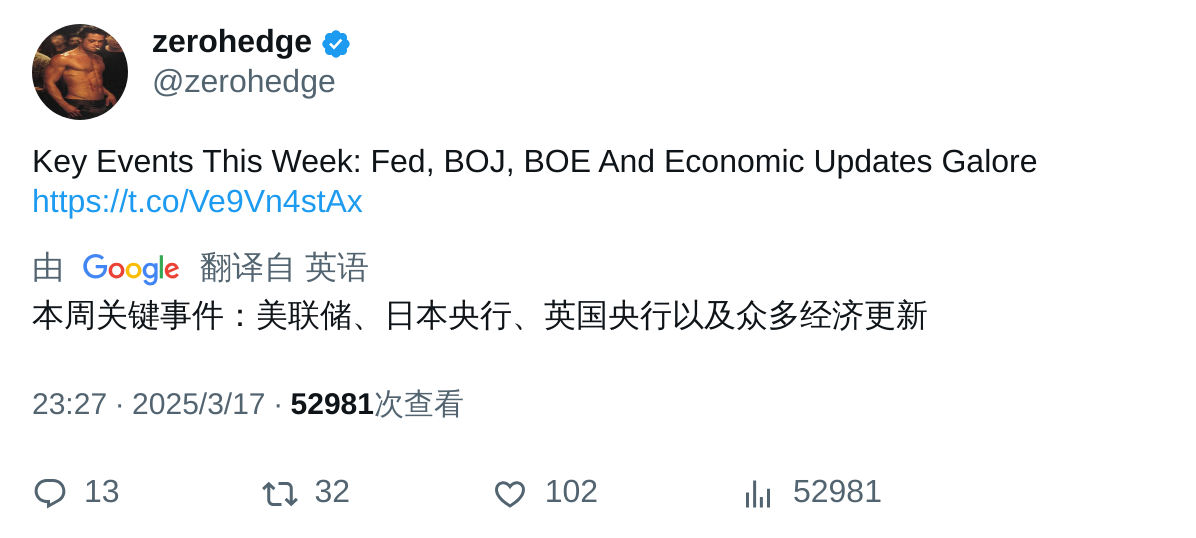 zerohedge
@zerohedge
Key Events This Week: Fed, BOJ, BOE And Economic Updates Galore
https://t.co/Ve9Vn4stAx
由 Google 翻译自 英语
本周关键事件：美联储、日本央行、英国央行以及众多经济更新
23:27 · 2025/3/17 · 52981次查看
13 32 102 52981